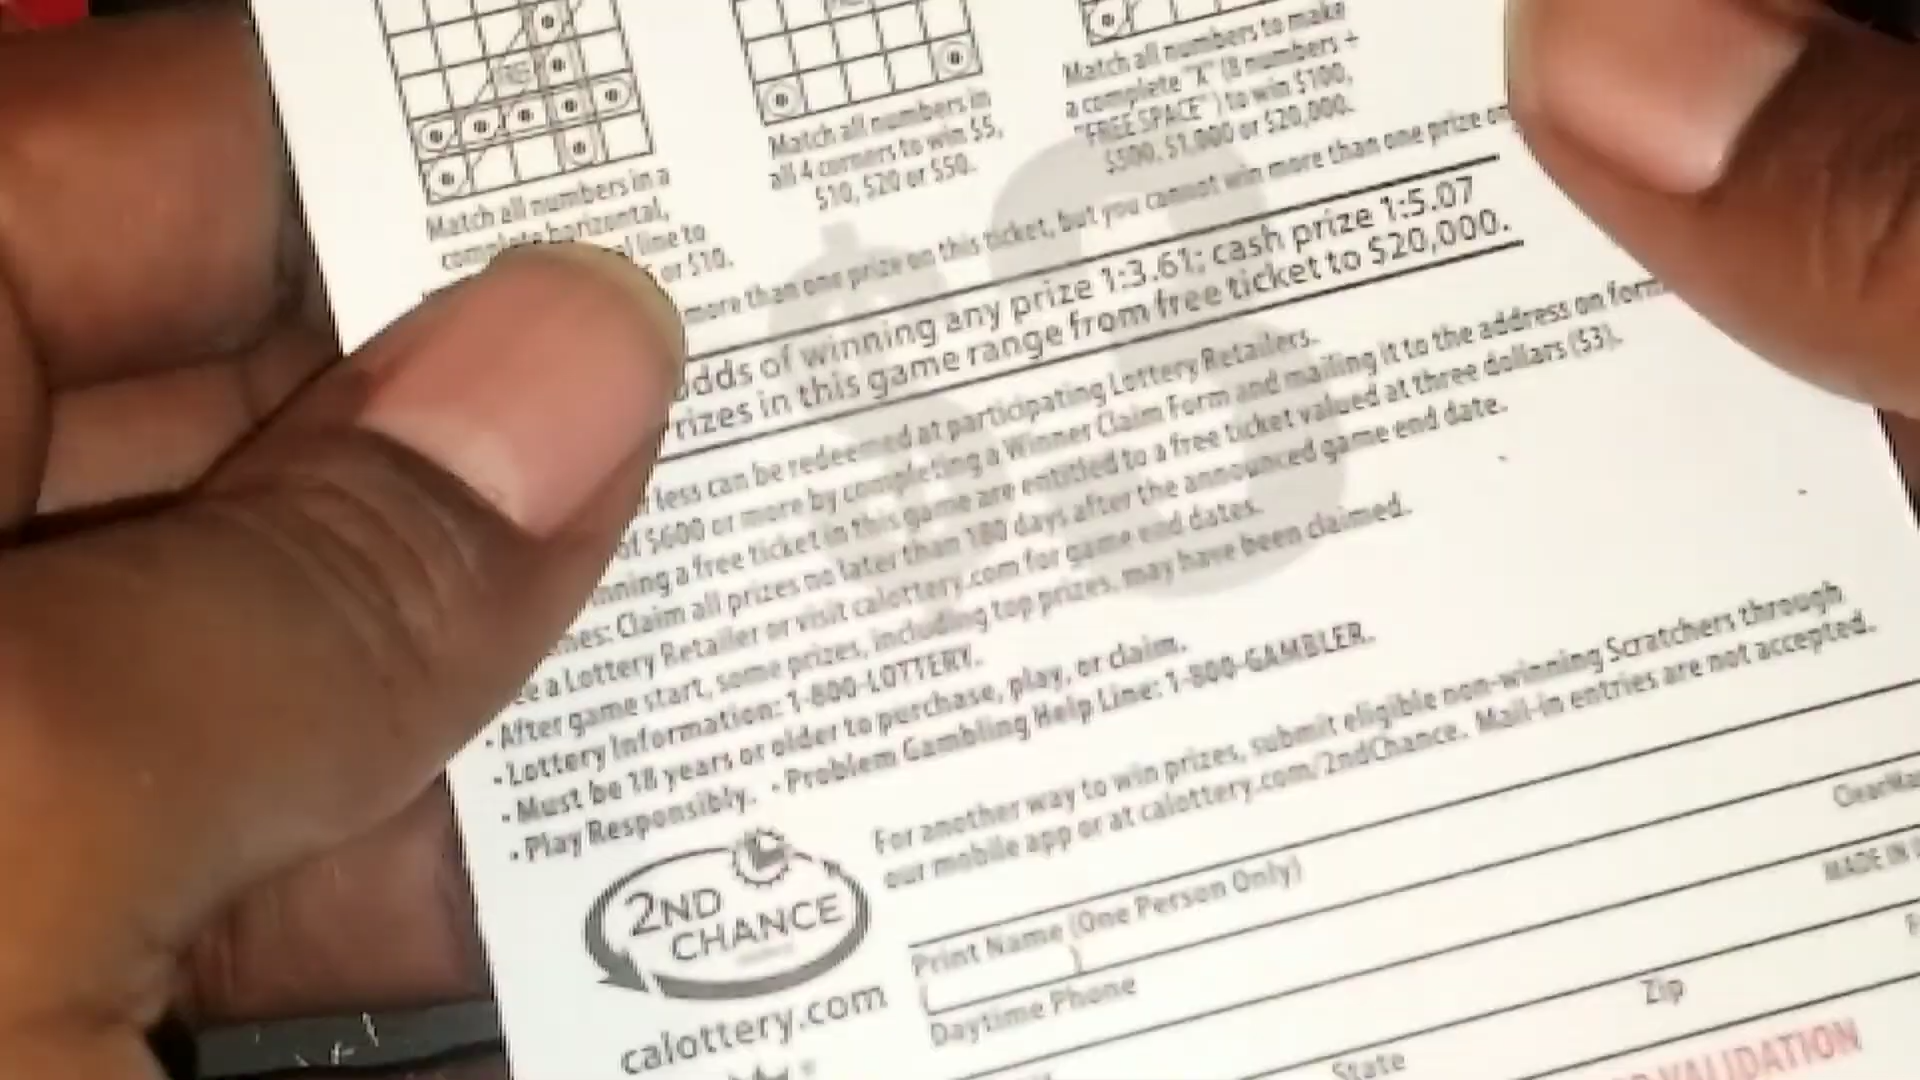 FREE
Match all numbers in a
complete horizontal,
line to
or $10.
Match all numbers in
all 4 corners to win $5,
$10, $20 or $50.
Match all numbers to make
a complete "X" (8 numbers +
"FREE SPACE") to win $100,
$500, $1,000 or $20,000.
more than one prize on this ticket, but you cannot win more than one prize on
odds of winning any prize 1:3.61; cash prize 1:5.07
rizes in this game range from free ticket to $20,000.
less can be redeemed at participating Lottery Retailers.
of $600 or more by completing a Winner Claim Form and mailing it to the address on form.
nning a free ticket in this game are entitled to a free ticket valued at three dollars ($3).
mes: Claim all prizes no later than 180 days after the announced game end date.
ee a Lottery Retailer or visit calottery.com for game end dates.
• After game start, some prizes, including top prizes, may have been claimed.
• Lottery Information: 1-800-LOTTERY.
• Must be 18 years or older to purchase, play, or claim.
• Play Responsibly. • Problem Gambling Help Line: 1-800-GAMBLER.
For another way to win prizes, submit eligible non-winning Scratchers through
our mobile app or at calottery.com/2ndChance. Mail-in entries are not accepted.
2ND
CHANCE
calottery.com
ClearMa
MADE IN U
Print Name (One Person Only)
( )
Daytime Phone
State
Zip
VALIDATION